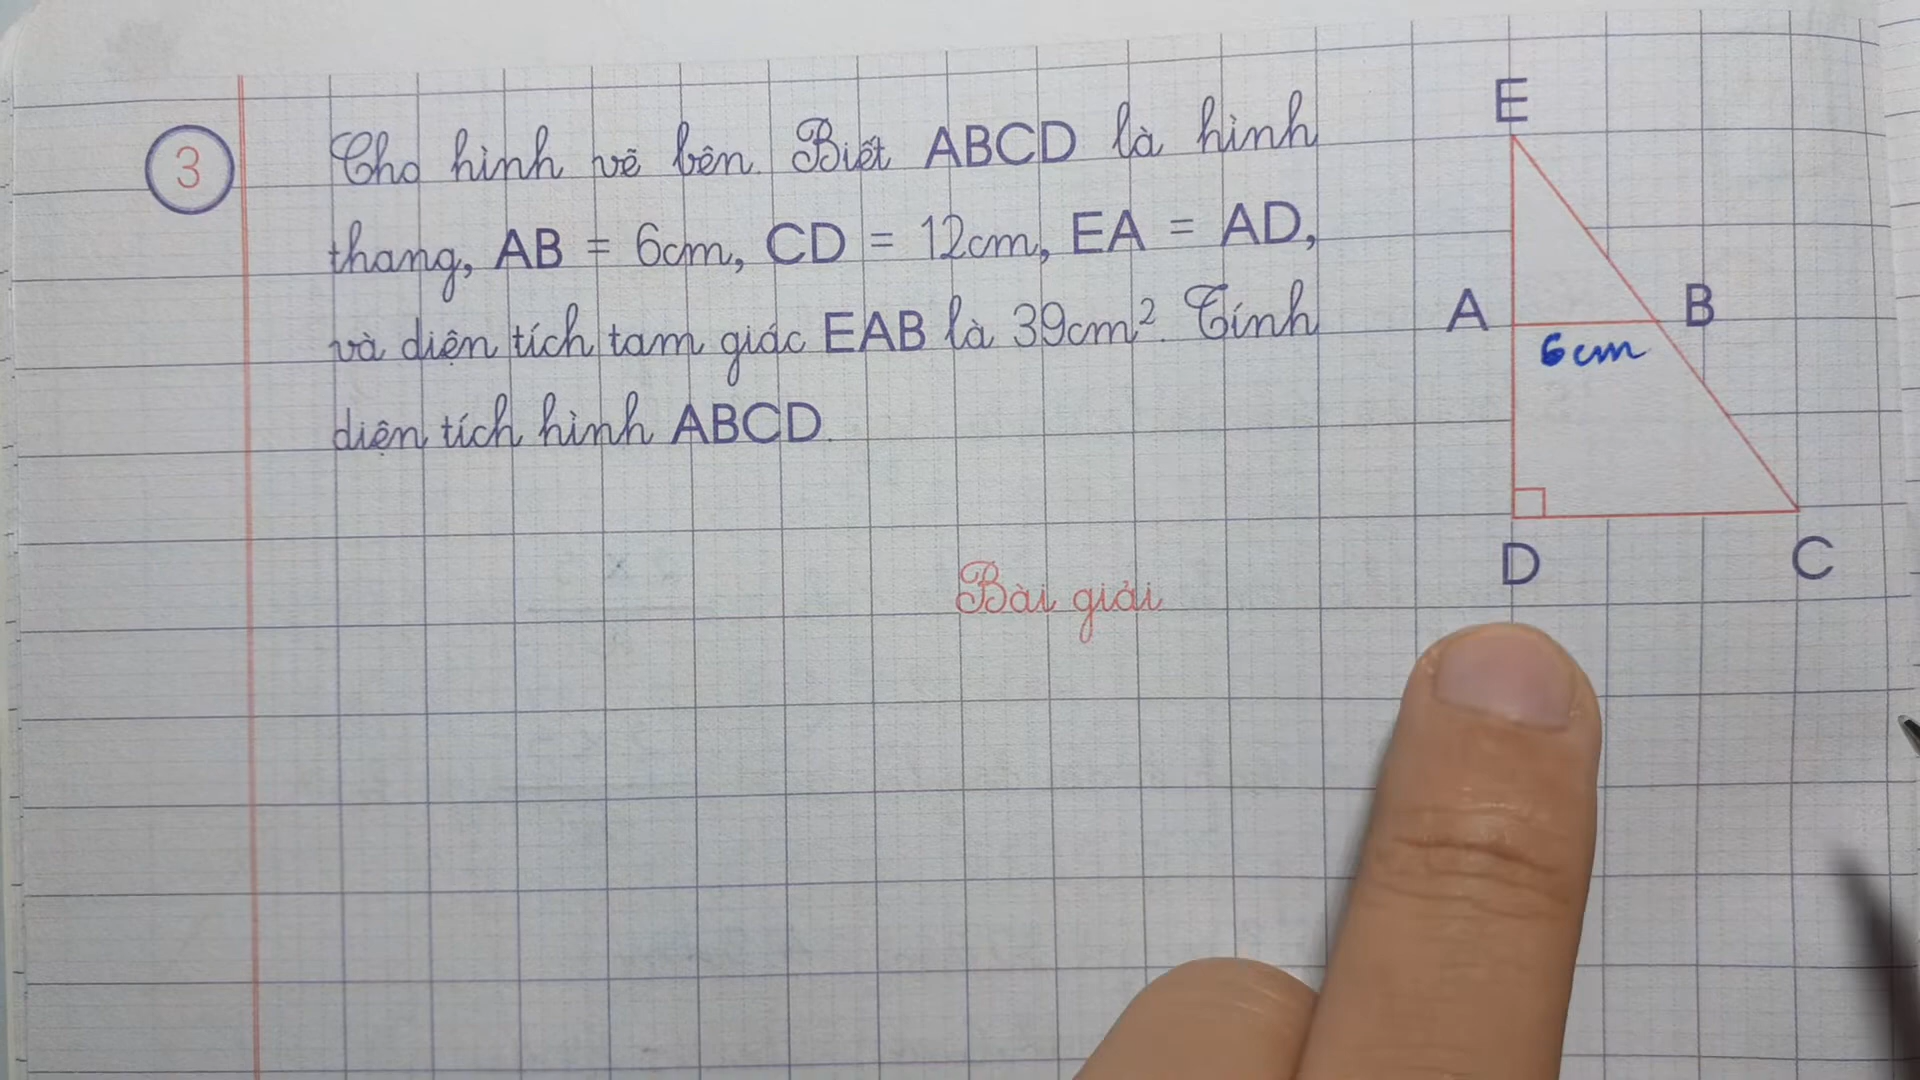 3
Cho hình vẽ bên. Biết ABCD là hình
thang, AB = 6cm, CD = 12cm, EA = AD,
và diện tích tam giác EAB là 39cm². Tính
diện tích hình ABCD.
E
A
B
6cm
D
C
Bài giải